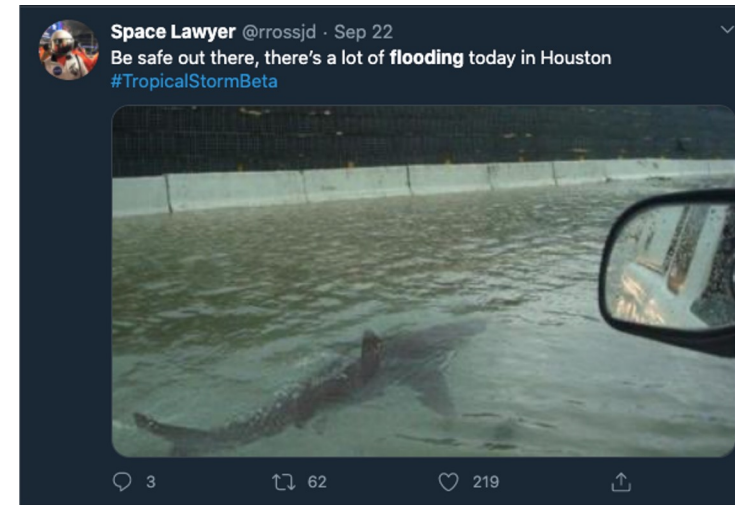 Space Lawyer @rrossjd · Sep 22
Be safe out there, there's a lot of flooding today in Houston
#TropicalStormBeta
3 62 219